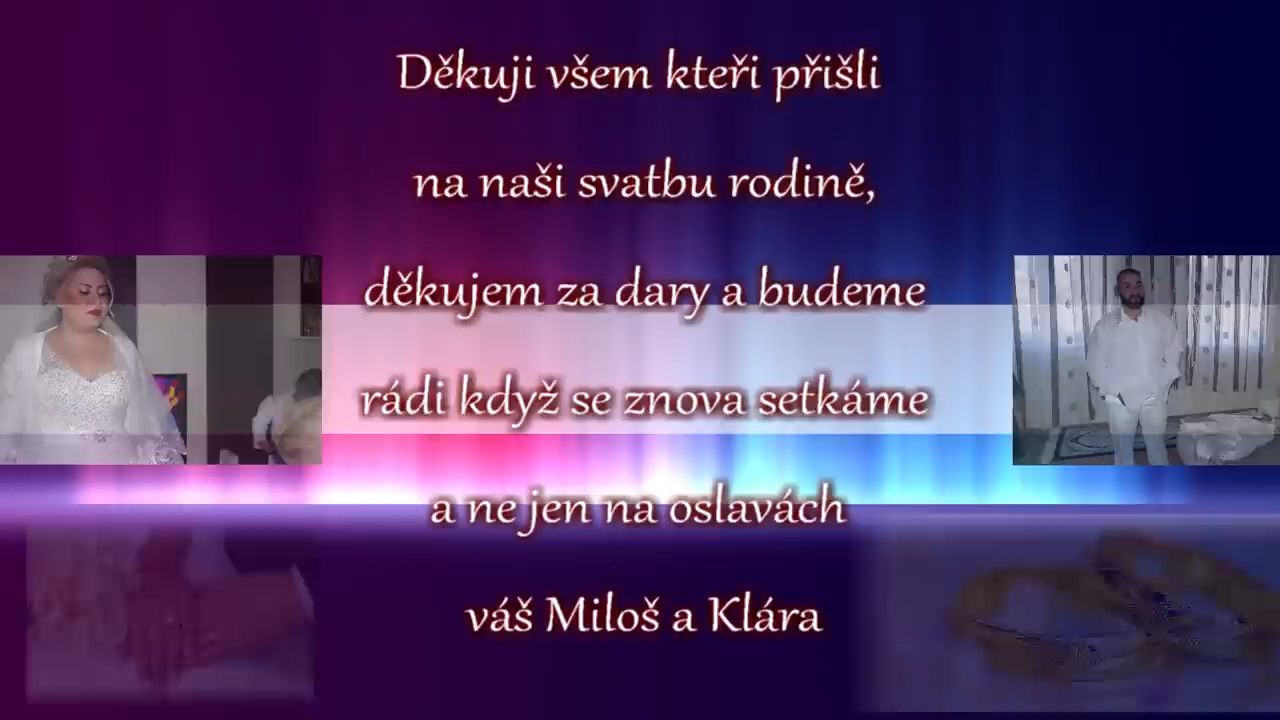 Děkuji všem kteři přišli
na naši svatbu rodině,
děkujem za dary a budeme
rádi když se znova setkáme
a ne jen na oslavách
váš Miloš a Klára